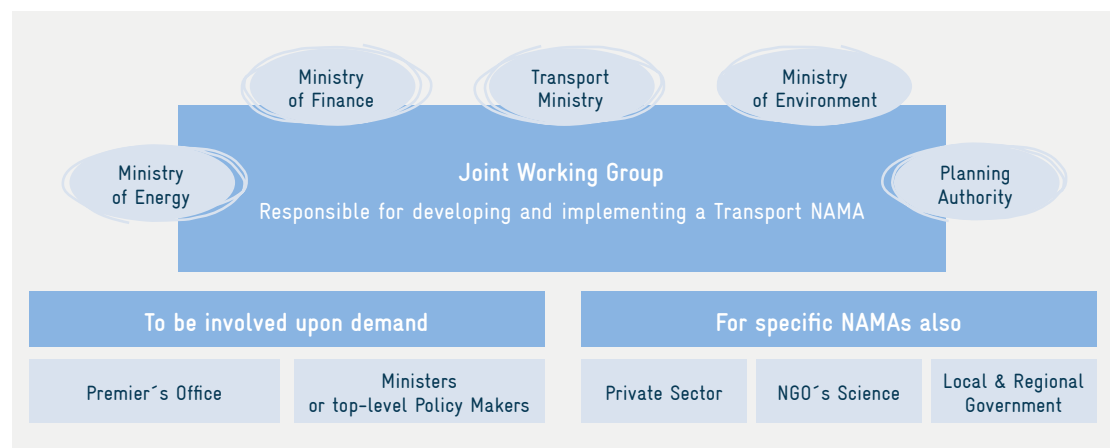 Ministry
of Finance
Transport
Ministry
Ministry
of Environment
Ministry
of Energy
Joint Working Group
Responsible for developing and implementing a Transport NAMA
Planning
Authority
To be involved upon demand
For specific NAMAs also
Premier´s Office
Ministers
or top-level Policy Makers
Private Sector
NGO´s Science
Local & Regional
Government